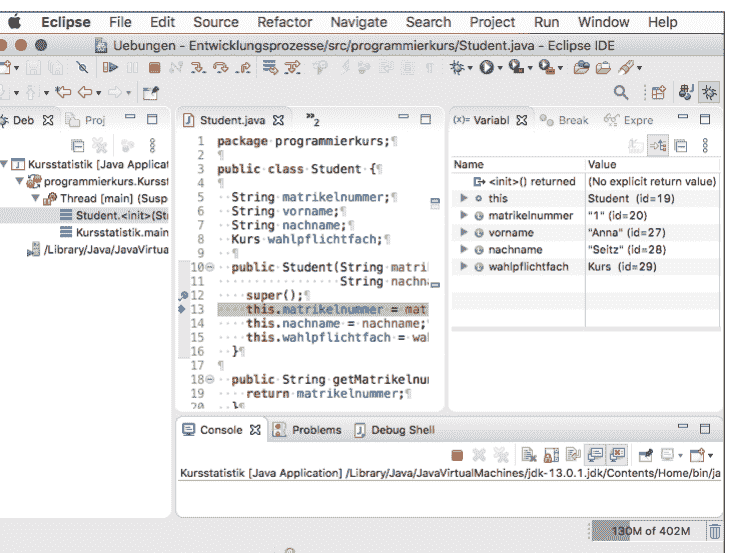 Eclipse File Edit Source Refactor Navigate Search Project Run Window Help
Uebungen - Entwicklungsprozesse/src/programmierkurs/Student.java - Eclipse IDE
Deb Proj
Kursstatistik [Java Applicat
programmierkurs.Kursst
Thread [main] (Susp
Student.<init>(St
Kursstatistik.main
/Library/Java/JavaVirtua
Student.java »2
1 package programmierkurs;¶
2 ¶
3 public class Student {¶
4 ¶
5 ··String matrikelnummer;¶
6 ··String vorname;¶
7 ··String nachname;¶
8 ··Kurs wahlpflichtfach;¶
9 ··¶
10 ··public Student(String matri
11 ················String nachn
12 ····super();¶
13 ····this.matrikelnummer = mat
14 ····this.nachname·=·nachname;
15 ····this.wahlpflichtfach = wa
16 ··}¶
17 ¶
18 ··public·String·getMatrikelnu
19 ····return·matrikelnummer;¶
20 ··}¶
(x)= Variabl Break Expre
Name Value
<init>() returned (No explicit return value)
this Student (id=19)
matrikelnummer "1" (id=20)
vorname "Anna" (id=27)
nachname "Seitz" (id=28)
wahlpflichtfach Kurs (id=29)
Console Problems Debug Shell
Kursstatistik [Java Application] /Library/Java/JavaVirtualMachines/jdk-13.0.1.jdk/Contents/Home/bin/ja
130M of 402M